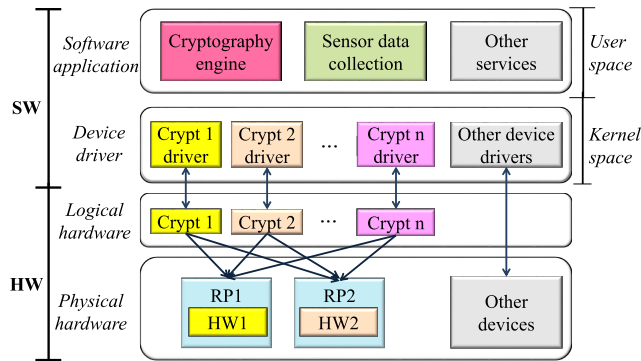 SW
HW
Software
application
Cryptography
engine
Sensor data
collection
Other
services
User
space
Device
driver
Crypt 1
driver
Crypt 2
driver
...
Crypt n
driver
Other device
drivers
Kernel
space
Logical
hardware
Crypt 1
Crypt 2
...
Crypt n
Physical
hardware
RP1
HW1
RP2
HW2
Other
devices